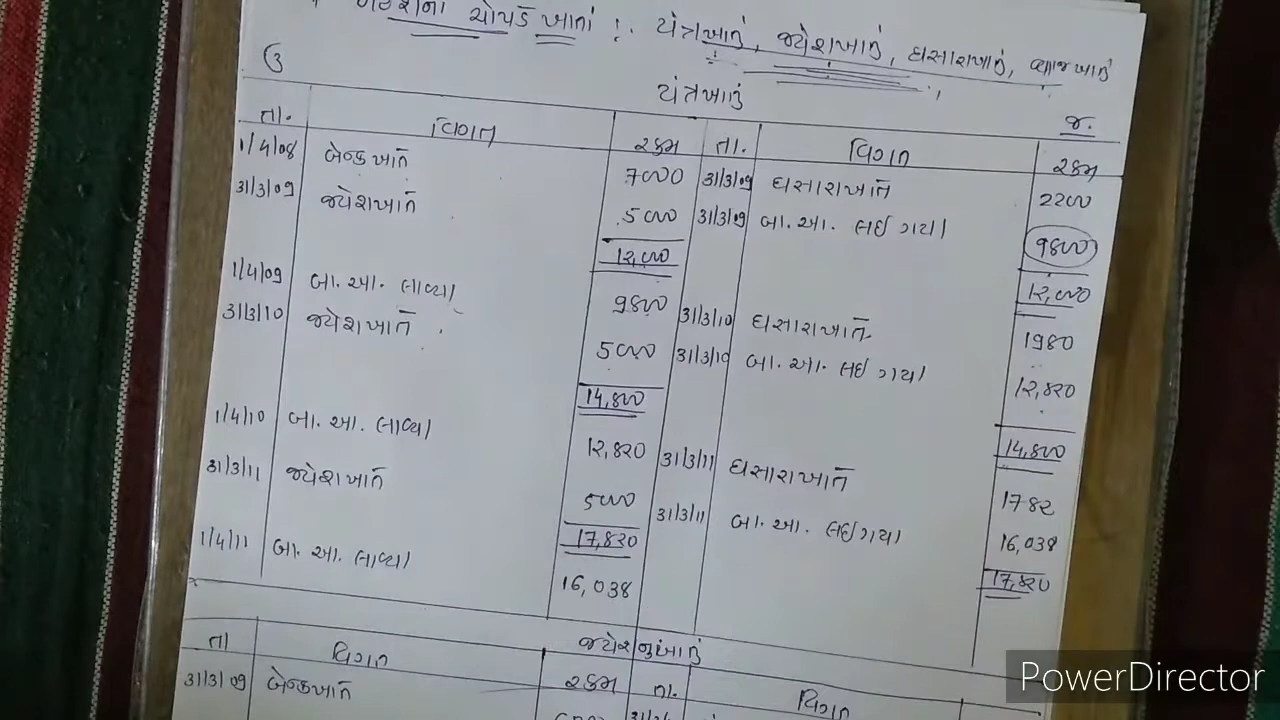 ચોપડે ખાતાં :. યંત્રખાતું, જયેશખાતું, ઘસારાખાતું, વ્યાજખાતું
ઉ
યંત્રખાતું
જ.
તા. વિગત રકમ તા. વિગત રકમ
1/4/08 બેન્કખાતે 7000 31/3/09 ઘસારાખાતે 2200
31/3/09 જયેશખાતે 5000 31/3/09 બા.આ. લઈ ગયા 9800
12,000 12,000
1/4/09 બા.આ. લાવ્યા 9800 31/3/10 ઘસારાખાતે 1980
31/3/10 જયેશખાતે 5000 31/3/10 બા.આ. લઈ ગયા 12,820
14,800 14,800
1/4/10 બા.આ. લાવ્યા 12,820 31/3/11 ઘસારાખાતે 1782
31/3/11 જયેશખાતે 5000 31/3/11 બા.આ. લઈ ગયા 16,038
17,820 17,820
1/4/11 બા.આ. લાવ્યા 16,038
જયેશનું ખાતું
તા વિગત રકમ તા. વિગત
31/3/09 બેન્કખાતે
PowerDirector